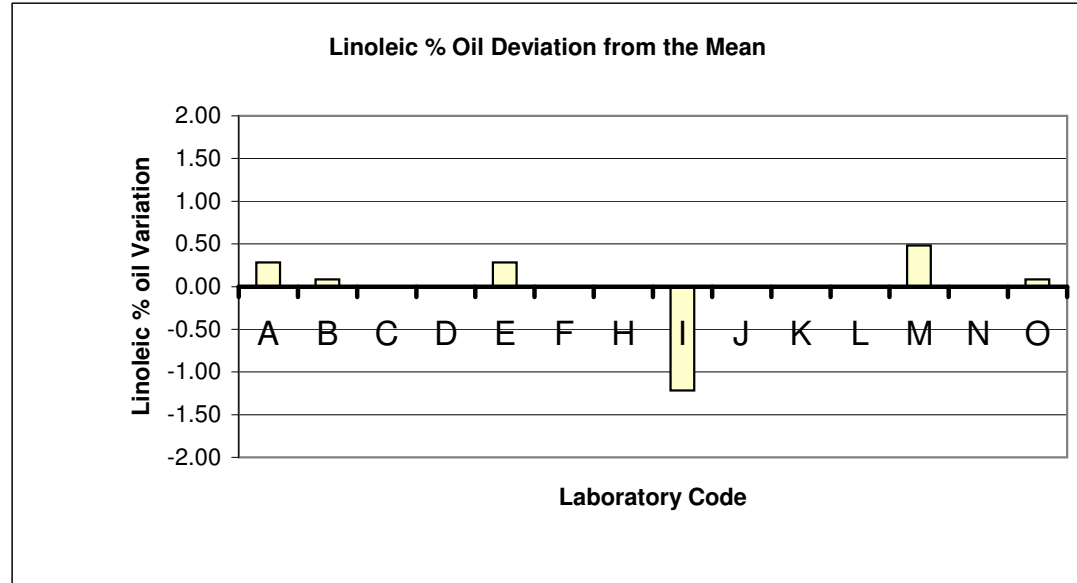 Linoleic % Oil Deviation from the Mean
2.00
1.50
1.00
0.50
0.00
-0.50
-1.00
-1.50
-2.00
Linoleic % oil Variation
A B C D E F H I J K L M N O
Laboratory Code